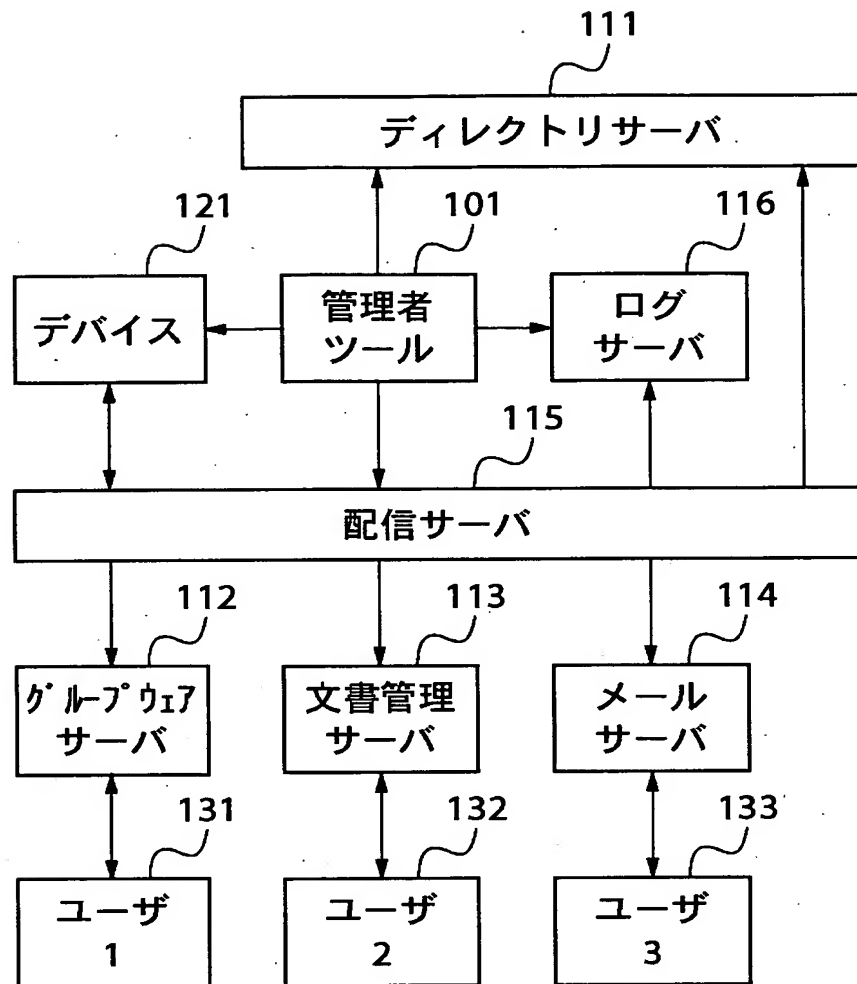 111
ディレクトリサーバ
121
101
116
デバイス
管理者
ツール
ログ
サーバ
115
配信サーバ
112
113
114
グループウェア
サーバ
文書管理
サーバ
メール
サーバ
131
132
133
ユーザ
1
ユーザ
2
ユーザ
3